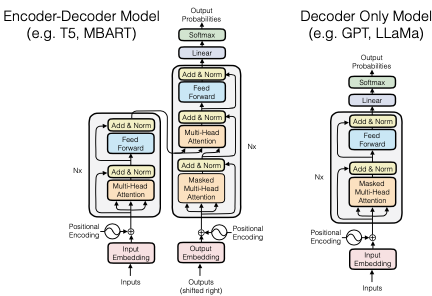 Encoder-Decoder Model
(e.g. T5, MBART)
Output
Probabilities
Softmax
Linear
Add & Norm
Feed
Forward
Add & Norm
Multi-Head
Attention
Add & Norm
Masked
Multi-Head
Attention
Nx
Add & Norm
Feed
Forward
Add & Norm
Multi-Head
Attention
Nx
Positional
Encoding
Input
Embedding
Inputs
Positional
Encoding
Output
Embedding
Outputs
(shifted right)
Decoder Only Model
(e.g. GPT, LLaMa)
Output
Probabilities
Softmax
Linear
Add & Norm
Feed
Forward
Add & Norm
Masked
Multi-Head
Attention
Nx
Positional
Encoding
Input
Embedding
Inputs